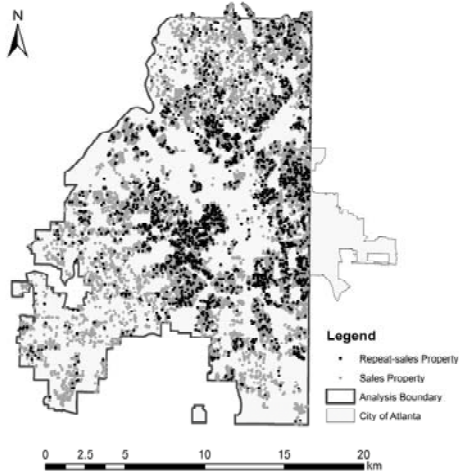 N
Legend
Repeat-sales Property
Sales Property
Analysis Boundary
City of Atlanta
0 2.5 5 10 15 20
km